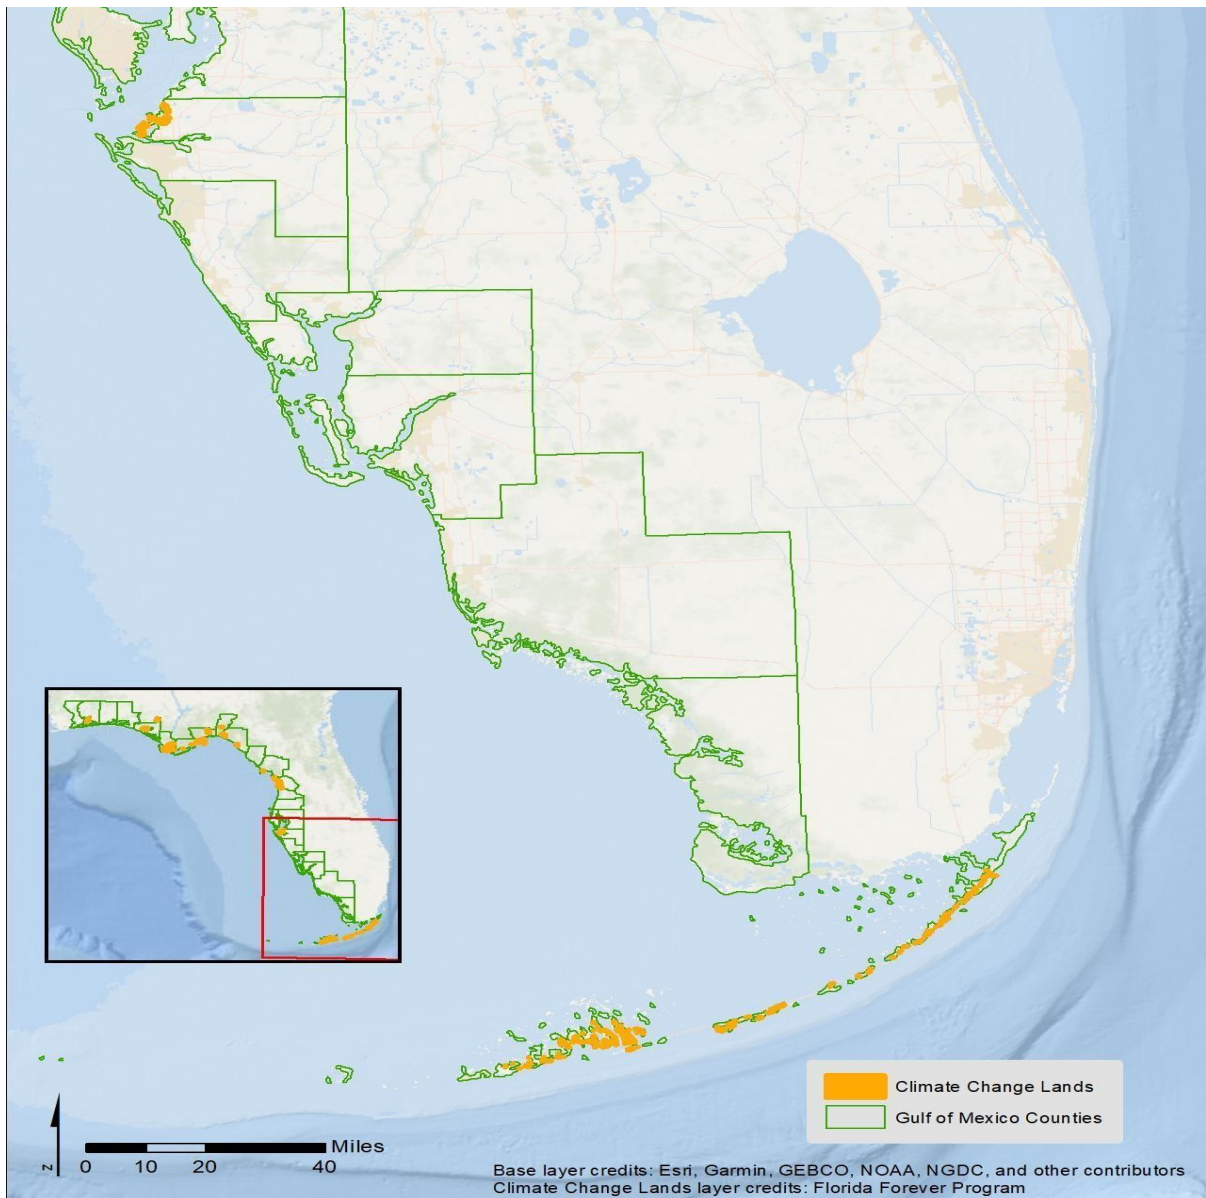 Climate Change Lands
Gulf of Mexico Counties
Miles
0 10 20 40
N
Base layer credits: Esri, Garmin, GEBCO, NOAA, NGDC, and other contributors
Climate Change Lands layer credits: Florida Forever Program